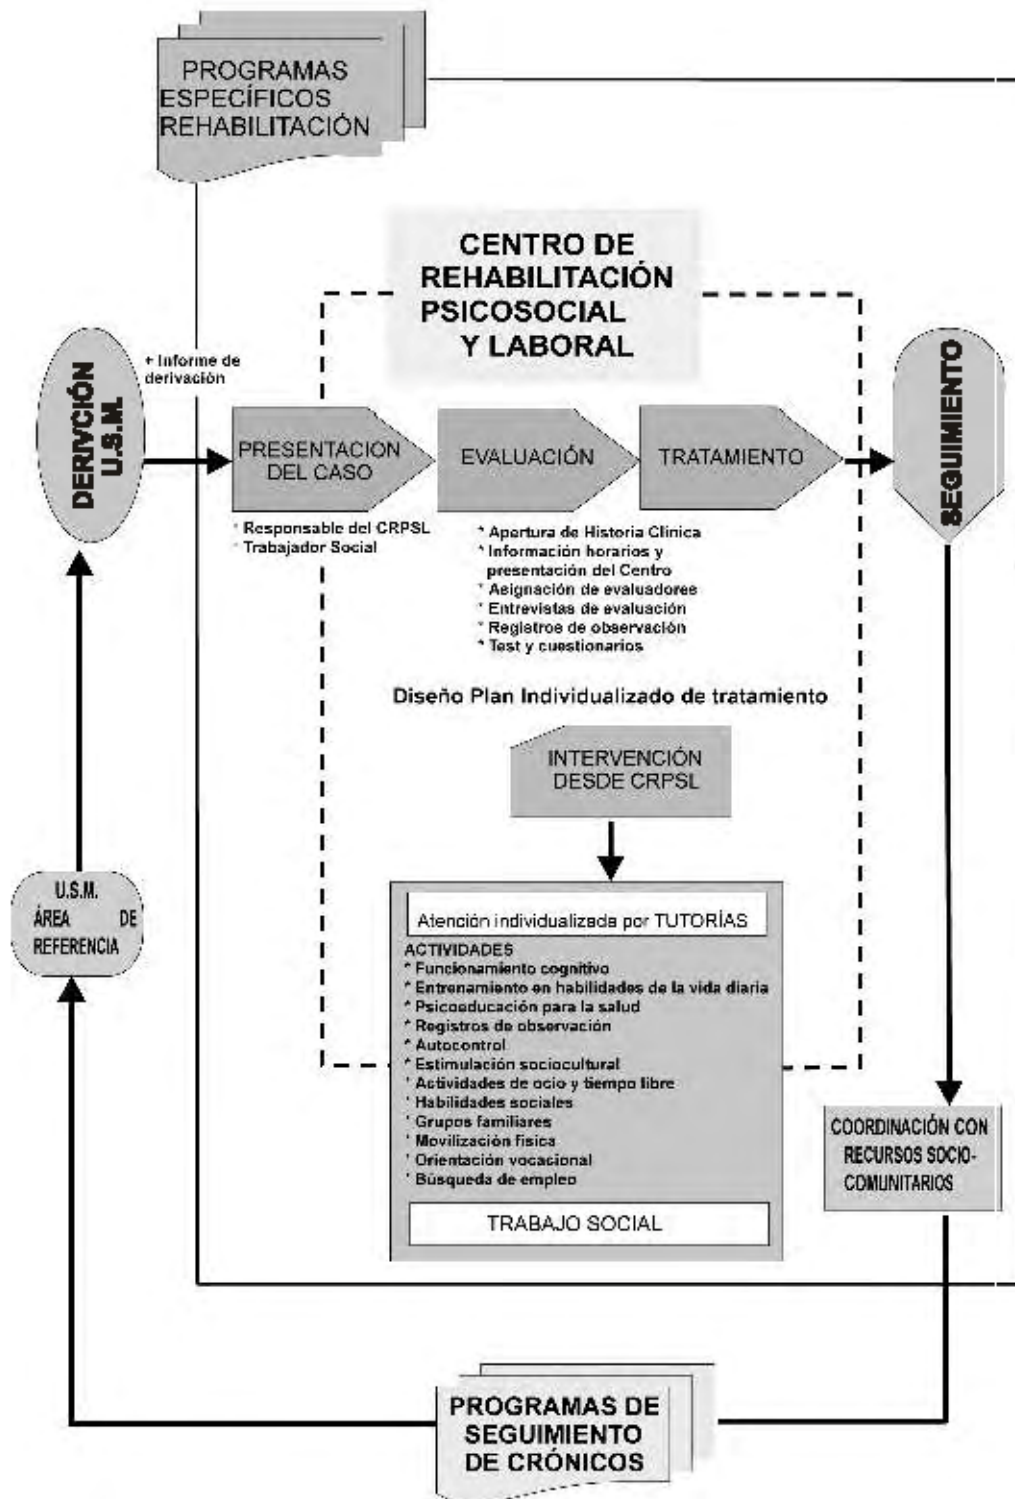 PROGRAMAS
ESPECÍFICOS
REHABILITACIÓN
CENTRO DE
REHABILITACIÓN
PSICOSOCIAL
Y LABORAL
DERIVCIÓN
U.S.M.
+ Informe de
derivación
PRESENTACION
DEL CASO
EVALUACIÓN
TRATAMIENTO
SEGUIMIENTO
* Responsable del CRPSL
* Trabajador Social
* Apertura de Historia Clínica
* Información horarios y
presentación del Centro
* Asignación de evaluadores
* Entrevistas de evaluación
* Registros de observación
* Test y cuestionarios
Diseño Plan Individualizado de tratamiento
INTERVENCIÓN
DESDE CRPSL
U.S.M.
ÁREA DE
REFERENCIA
Atención individualizada por TUTORÍAS
ACTIVIDADES
* Funcionamiento cognitivo
* Entrenamiento en habilidades de la vida diaria
* Psicoeducación para la salud
* Registros de observación
* Autocontrol
* Estimulación sociocultural
* Actividades de ocio y tiempo libre
* Habilidades sociales
* Grupos familiares
* Movilización física
* Orientación vocacional
* Búsqueda de empleo
TRABAJO SOCIAL
COORDINACIÓN CON
RECURSOS SOCIO-
COMUNITARIOS
PROGRAMAS DE
SEGUIMIENTO
DE CRÓNICOS